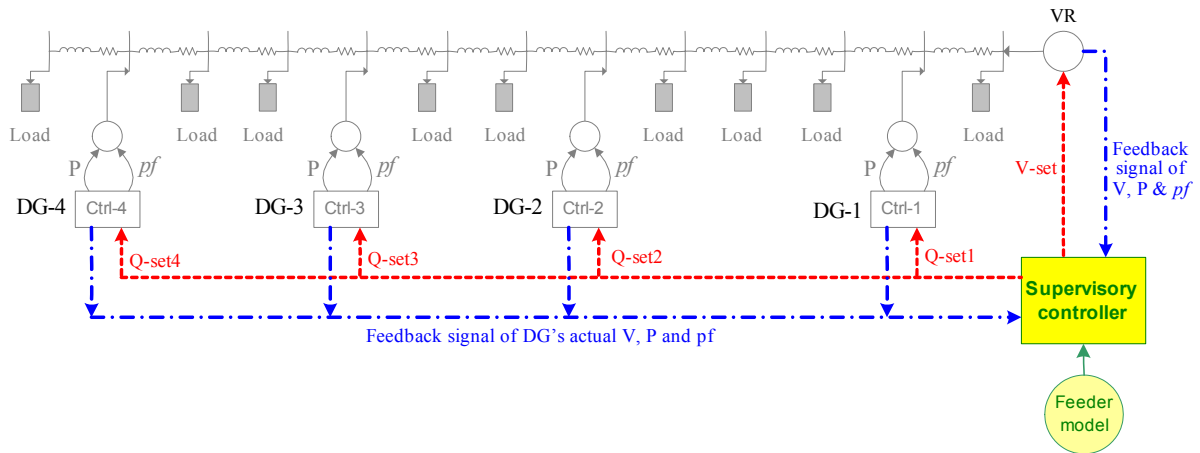 VR
Load
Load
Load
Load
Load
Load
Load
Load
Load
Feedback
signal of
V, P & pf
V-set
P
pf
P
pf
P
pf
P
pf
DG-4
Ctrl-4
DG-3
Ctrl-3
DG-2
Ctrl-2
DG-1
Ctrl-1
Q-set4
Q-set3
Q-set2
Q-set1
Supervisory
controller
Feedback signal of DG's actual V, P and pf
Feeder
model